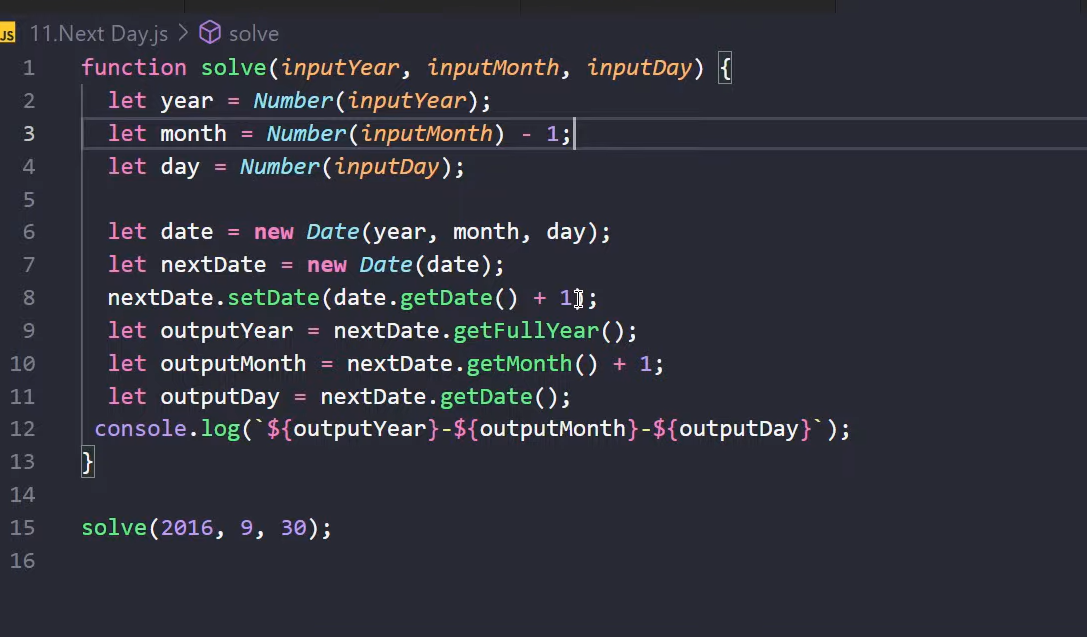 JS 11.Next Day.js > solve
1 function solve(inputYear, inputMonth, inputDay) {
2 let year = Number(inputYear);
3 let month = Number(inputMonth) - 1;
4 let day = Number(inputDay);
5
6 let date = new Date(year, month, day);
7 let nextDate = new Date(date);
8 nextDate.setDate(date.getDate() + 1);
9 let outputYear = nextDate.getFullYear();
10 let outputMonth = nextDate.getMonth() + 1;
11 let outputDay = nextDate.getDate();
12 console.log(`${outputYear}-${outputMonth}-${outputDay}`);
13 }
14
15 solve(2016, 9, 30);
16